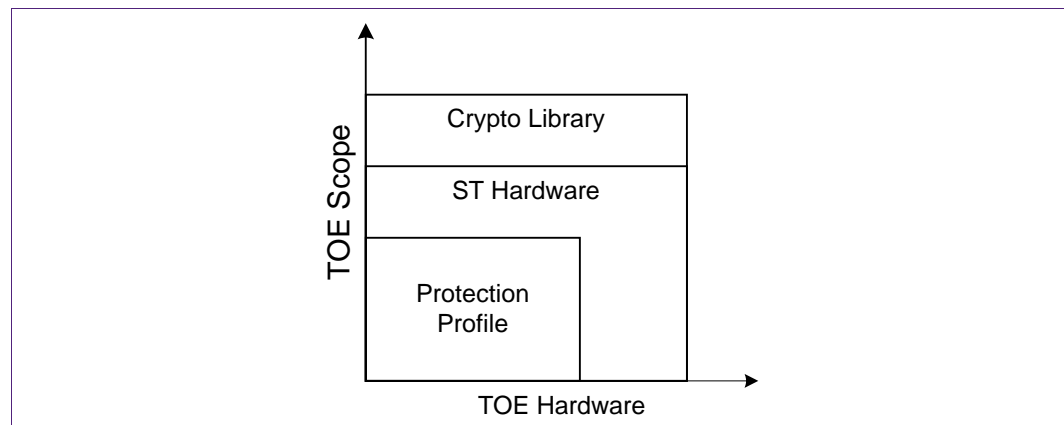 Crypto Library
ST Hardware
Protection
Profile
TOE Scope
TOE Hardware